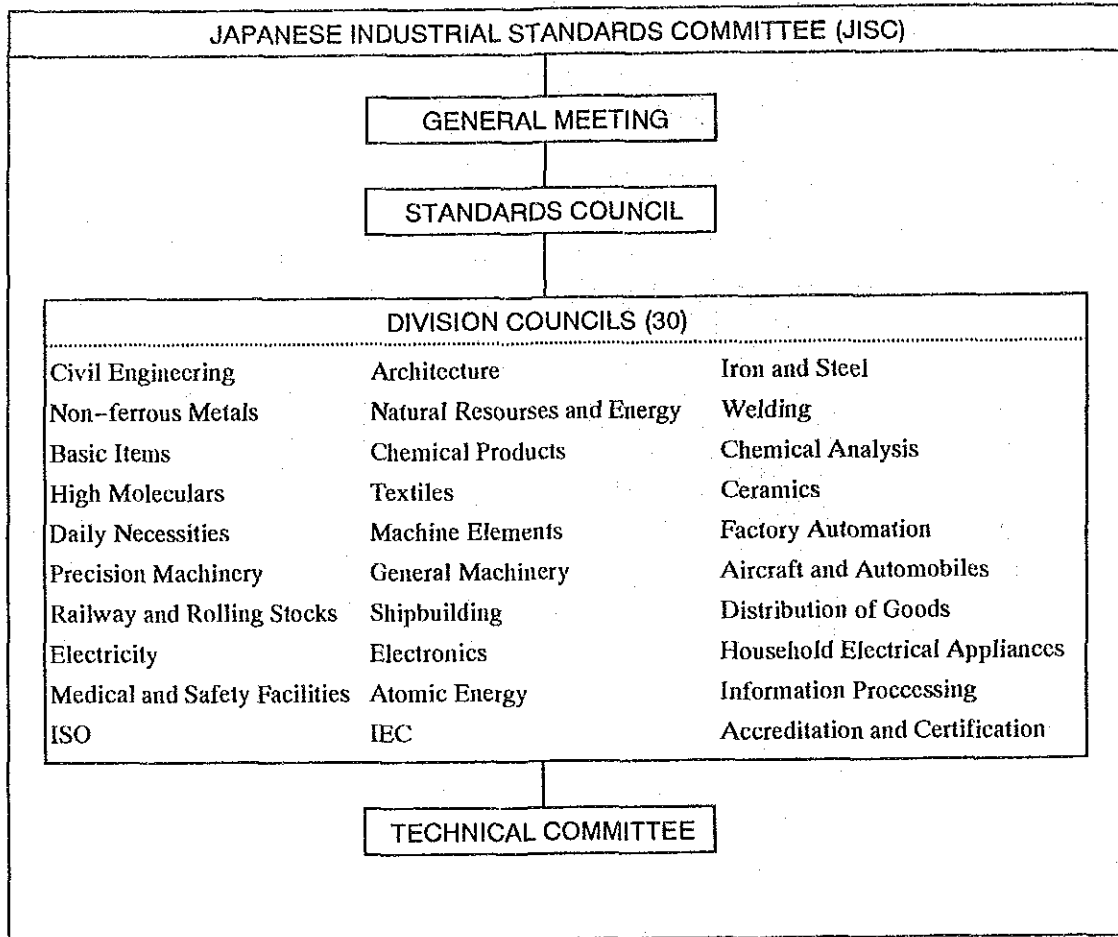 JAPANESE INDUSTRIAL STANDARDS COMMITTEE (JISC)
GENERAL MEETING
STANDARDS COUNCIL
DIVISION COUNCILS (30)
Civil Engineering Architecture Iron and Steel
Non-ferrous Metals Natural Resourses and Energy Welding
Basic Items Chemical Products Chemical Analysis
High Moleculars Textiles Ceramics
Daily Necessities Machine Elements Factory Automation
Precision Machinery General Machinery Aircraft and Automobiles
Railway and Rolling Stocks Shipbuilding Distribution of Goods
Electricity Electronics Household Electrical Appliances
Medical and Safety Facilities Atomic Energy Information Proccessing
ISO IEC Accreditation and Certification
TECHNICAL COMMITTEE